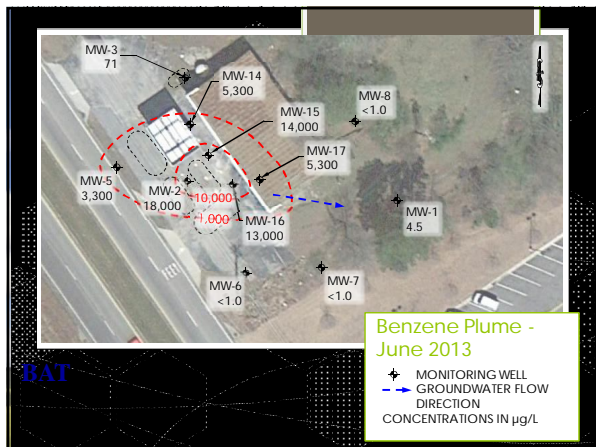 MW-3
71
MW-14
5,300
MW-15
14,000
MW-8
<1.0
MW-17
5,300
MW-5
3,300
MW-2
18,000
10,000
1,000
MW-16
13,000
MW-1
4.5
MW-6
<1.0
MW-7
<1.0
Benzene Plume -
June 2013
MONITORING WELL
GROUNDWATER FLOW
DIRECTION
CONCENTRATIONS IN µg/L
BAT